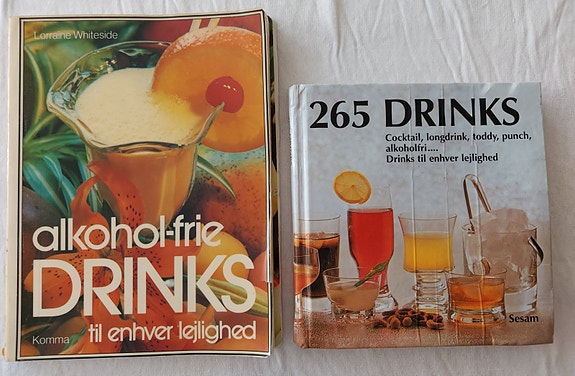 Lorraine Whiteside
alkohol-frie
DRINKS
til enhver lejlighed
Komma
265 DRINKS
Cocktail, longdrink, toddy, punch,
alkoholfri....
Drinks til enhver lejlighed
Sesam